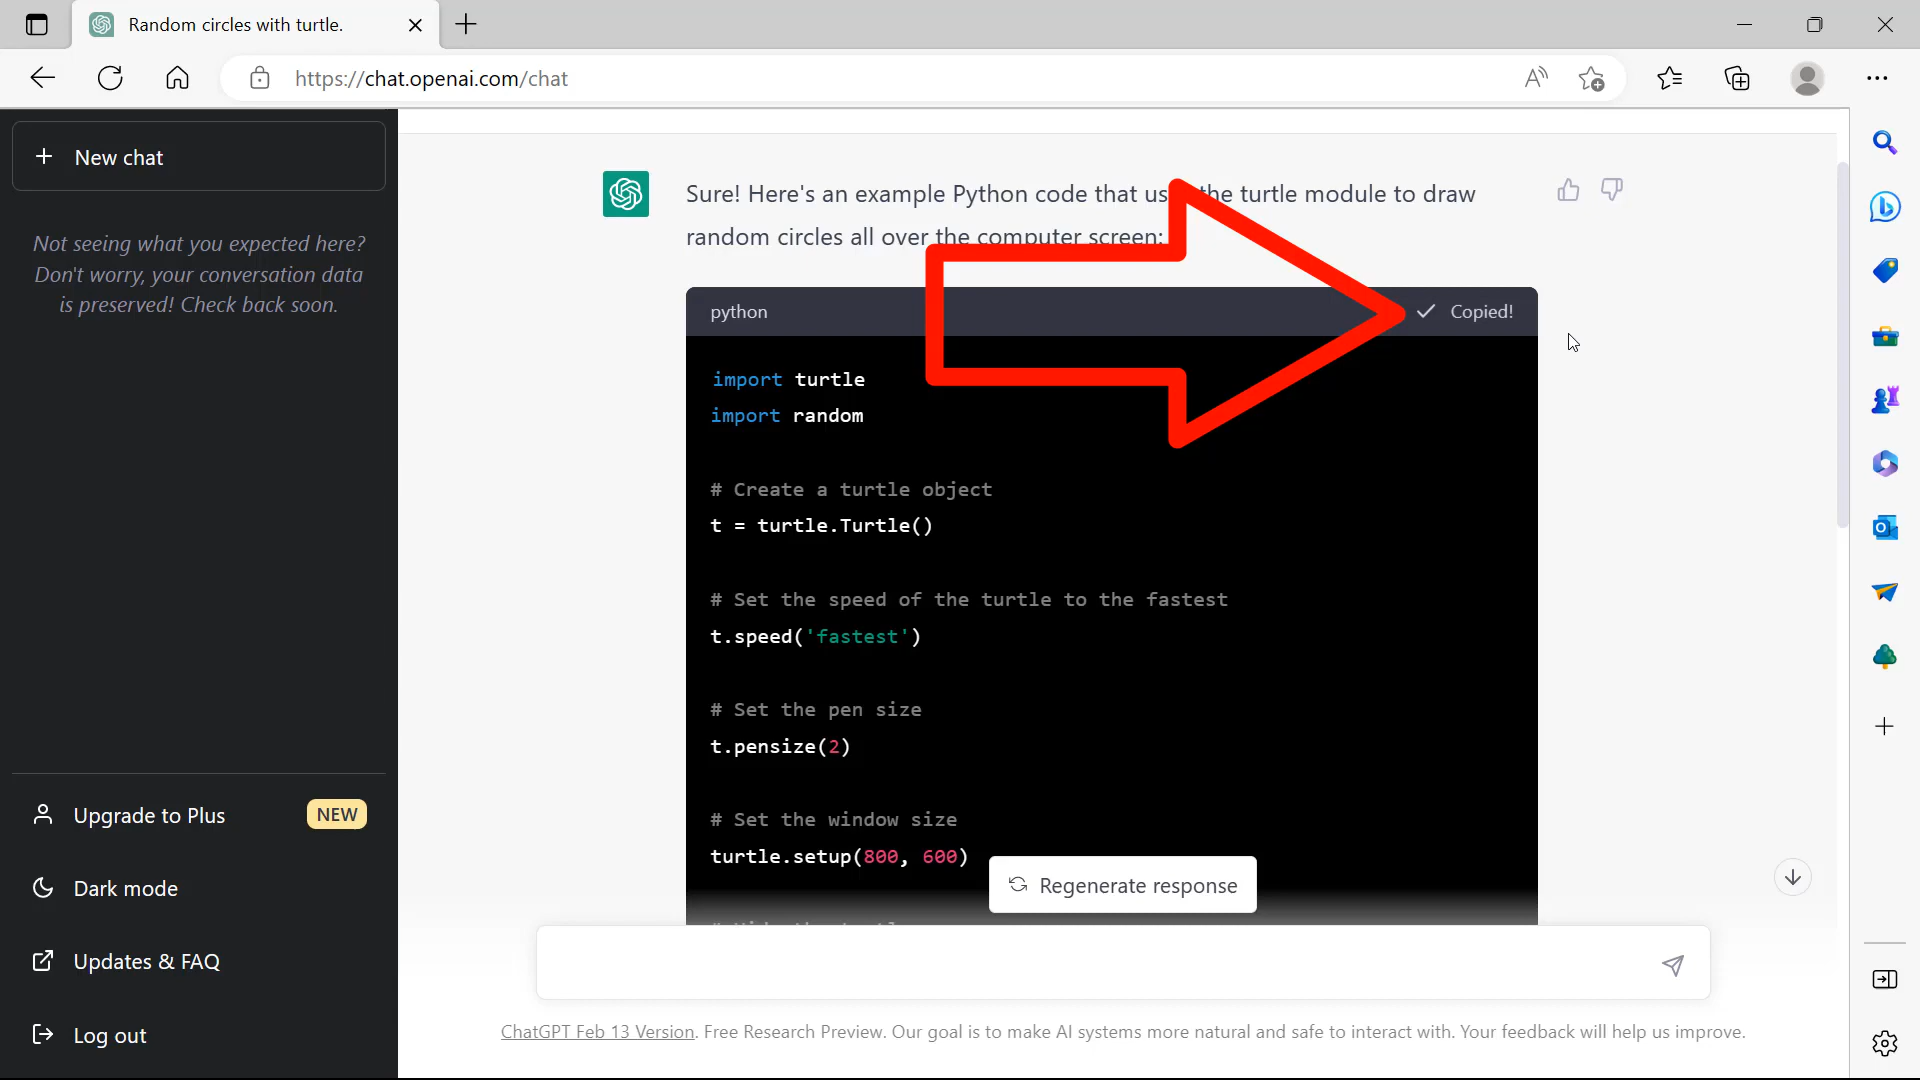 Random circles with turtle.
https://chat.openai.com/chat
New chat
Not seeing what you expected here?
Don't worry, your conversation data
is preserved! Check back soon.
Upgrade to Plus NEW
Dark mode
Updates & FAQ
Log out
Sure! Here's an example Python code that us the turtle module to draw
random circles all over the computer screen:
python Copied!
import turtle
import random
# Create a turtle object
t = turtle.Turtle()
# Set the speed of the turtle to the fastest
t.speed('fastest')
# Set the pen size
t.pensize(2)
# Set the window size
turtle.setup(800, 600)
Regenerate response
ChatGPT Feb 13 Version. Free Research Preview. Our goal is to make AI systems more natural and safe to interact with. Your feedback will help us improve.